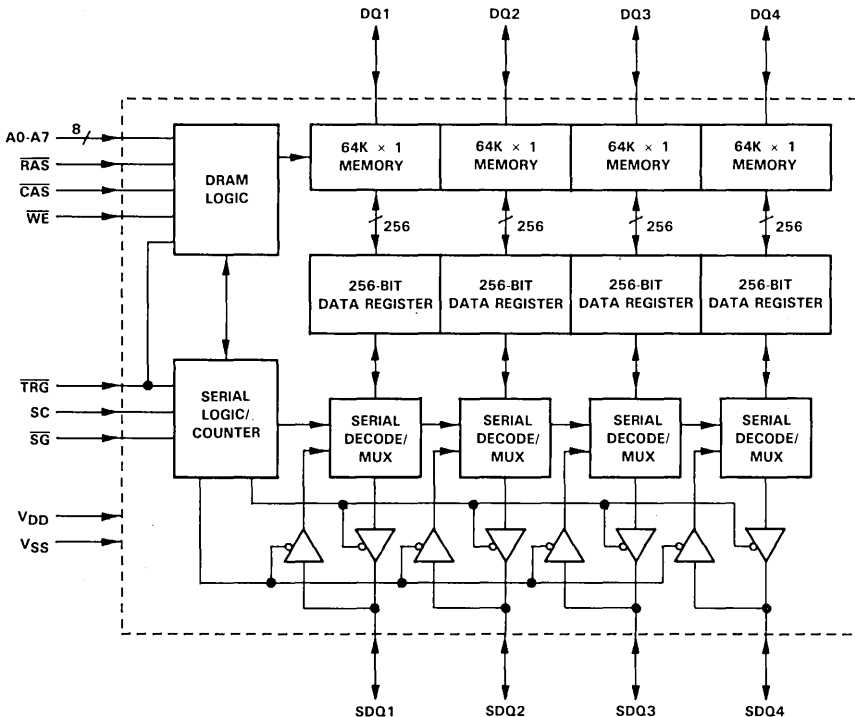 DQ1 DQ2 DQ3 DQ4
A0-A7 8
RAS
CAS
WE
DRAM
LOGIC
64K × 1
MEMORY
64K × 1
MEMORY
64K × 1
MEMORY
64K × 1
MEMORY
256 256 256 256
256-BIT
DATA REGISTER
256-BIT
DATA REGISTER
256-BIT
DATA REGISTER
256-BIT
DATA REGISTER
TRG
SC
SG
SERIAL
LOGIC/
COUNTER
SERIAL
DECODE/
MUX
SERIAL
DECODE/
MUX
SERIAL
DECODE/
MUX
SERIAL
DECODE/
MUX
VDD
VSS
SDQ1 SDQ2 SDQ3 SDQ4